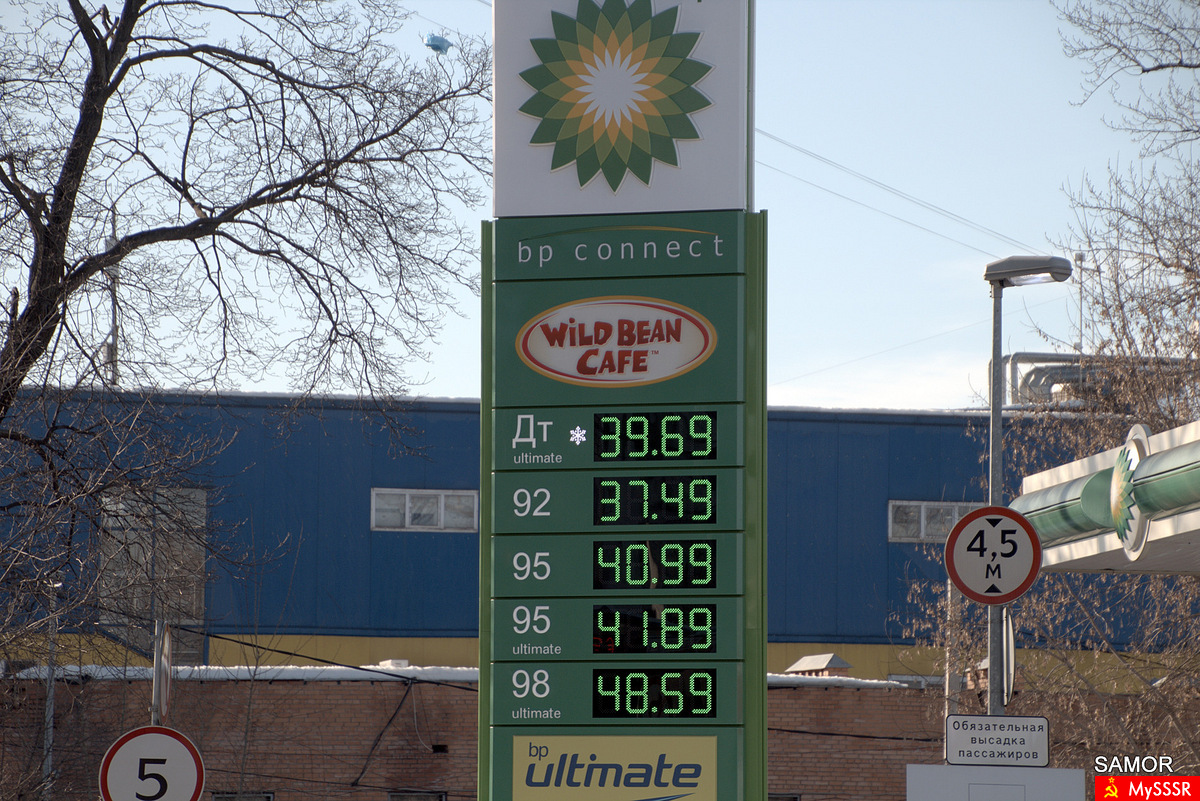 bp connect
WiLD BEAN
CAFE™
Дт 39.69
ultimate
92 37.49
95 40.99
95 41.89
ultimate
98 48.59
ultimate
bp
ultimate
5
4,5
м
Обязательная
высадка
пассажиров
SAMOR
MySSSR